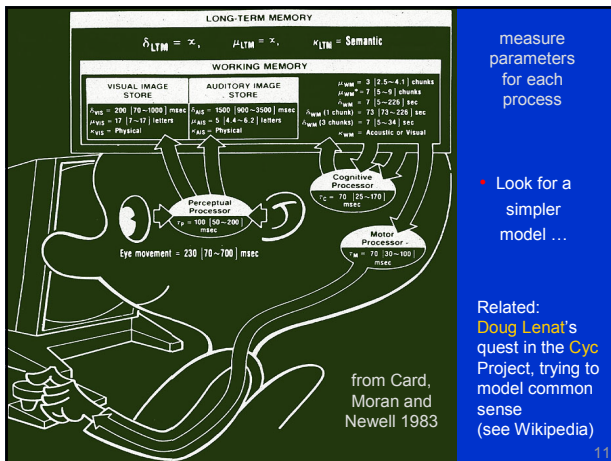 LONG-TERM MEMORY
δLTM = ∝, μLTM = ∝, κLTM = Semantic
WORKING MEMORY
VISUAL IMAGE
STORE
δVIS = 200 [70~1000] msec
μVIS = 17 [7~17] letters
κVIS = Physical
AUDITORY IMAGE
STORE
δAIS = 1500 [900~3500] msec
μAIS = 5 [4.4~6.2] letters
κAIS = Physical
μWM = 3 [2.5~4.1] chunks
μWM* = 7 [5~9] chunks
δWM = 7 [5~226] sec
δWM (1 chunk) = 73 [73~226] sec
δWM (3 chunks) = 7 [5~34] sec
κWM = Acoustic or Visual
Perceptual
Processor
τP = 100 [50~200]
msec
Cognitive
Processor
τC = 70 [25~170]
msec
Motor
Processor
τM = 70 [30~100]
msec
Eye movement = 230 [70~700] msec
from Card,
Moran and
Newell 1983
measure
parameters
for each
process
• Look for a
simpler
model …
Related:
Doug Lenat's
quest in the Cyc
Project, trying to
model common
sense
(see Wikipedia)
11